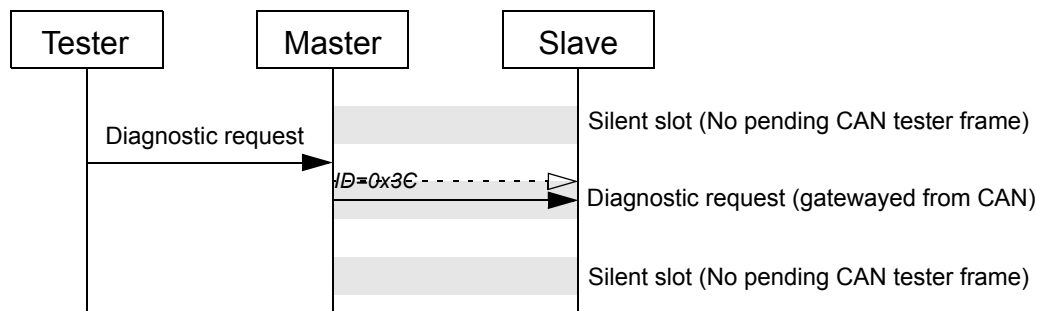 Tester
Master
Slave
Silent slot (No pending CAN tester frame)
Diagnostic request
ID=0x3C
Diagnostic request (gatewayed from CAN)
Silent slot (No pending CAN tester frame)